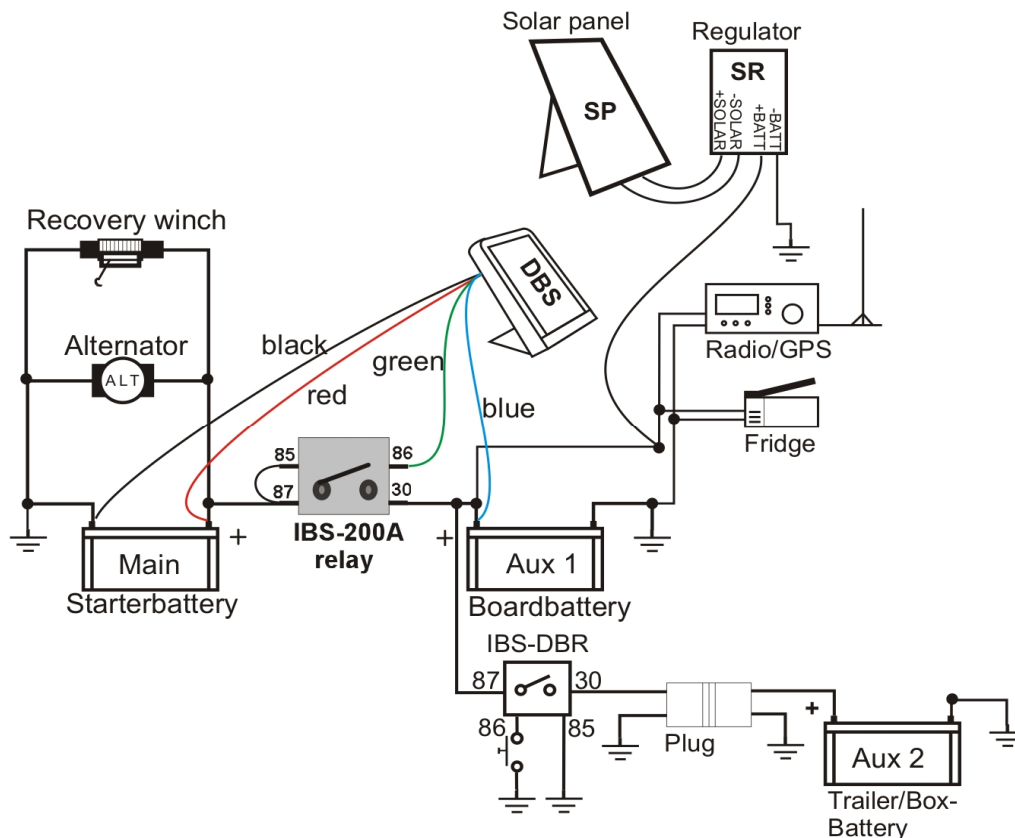 Solar panel
Regulator
SR
+SOLAR
-SOLAR
+BATT
-BATT
SP
Recovery winch
DBS
Alternator
ALT
black
green
red
blue
Radio/GPS
Fridge
85
86
87
30
IBS-200A
relay
+
+
Main
Starterbattery
Aux 1
Boardbattery
IBS-DBR
87
30
86
85
Plug
+
Aux 2
Trailer/Box-
Battery